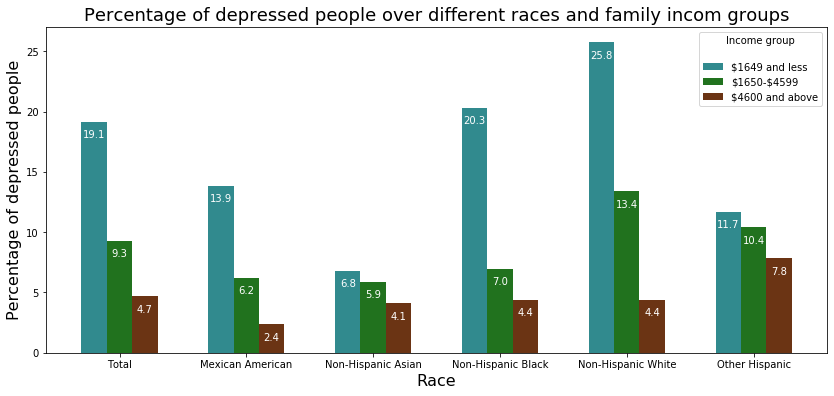 Percentage of depressed people over different races and family incom groups
Percentage of depressed people
25
20
15
10
5
0
Income group
$1649 and less
$1650-$4599
$4600 and above
19.1
9.3
4.7
13.9
6.2
2.4
6.8
5.9
4.1
20.3
7.0
4.4
25.8
13.4
4.4
11.7
10.4
7.8
Total
Mexican American
Non-Hispanic Asian
Non-Hispanic Black
Non-Hispanic White
Other Hispanic
Race